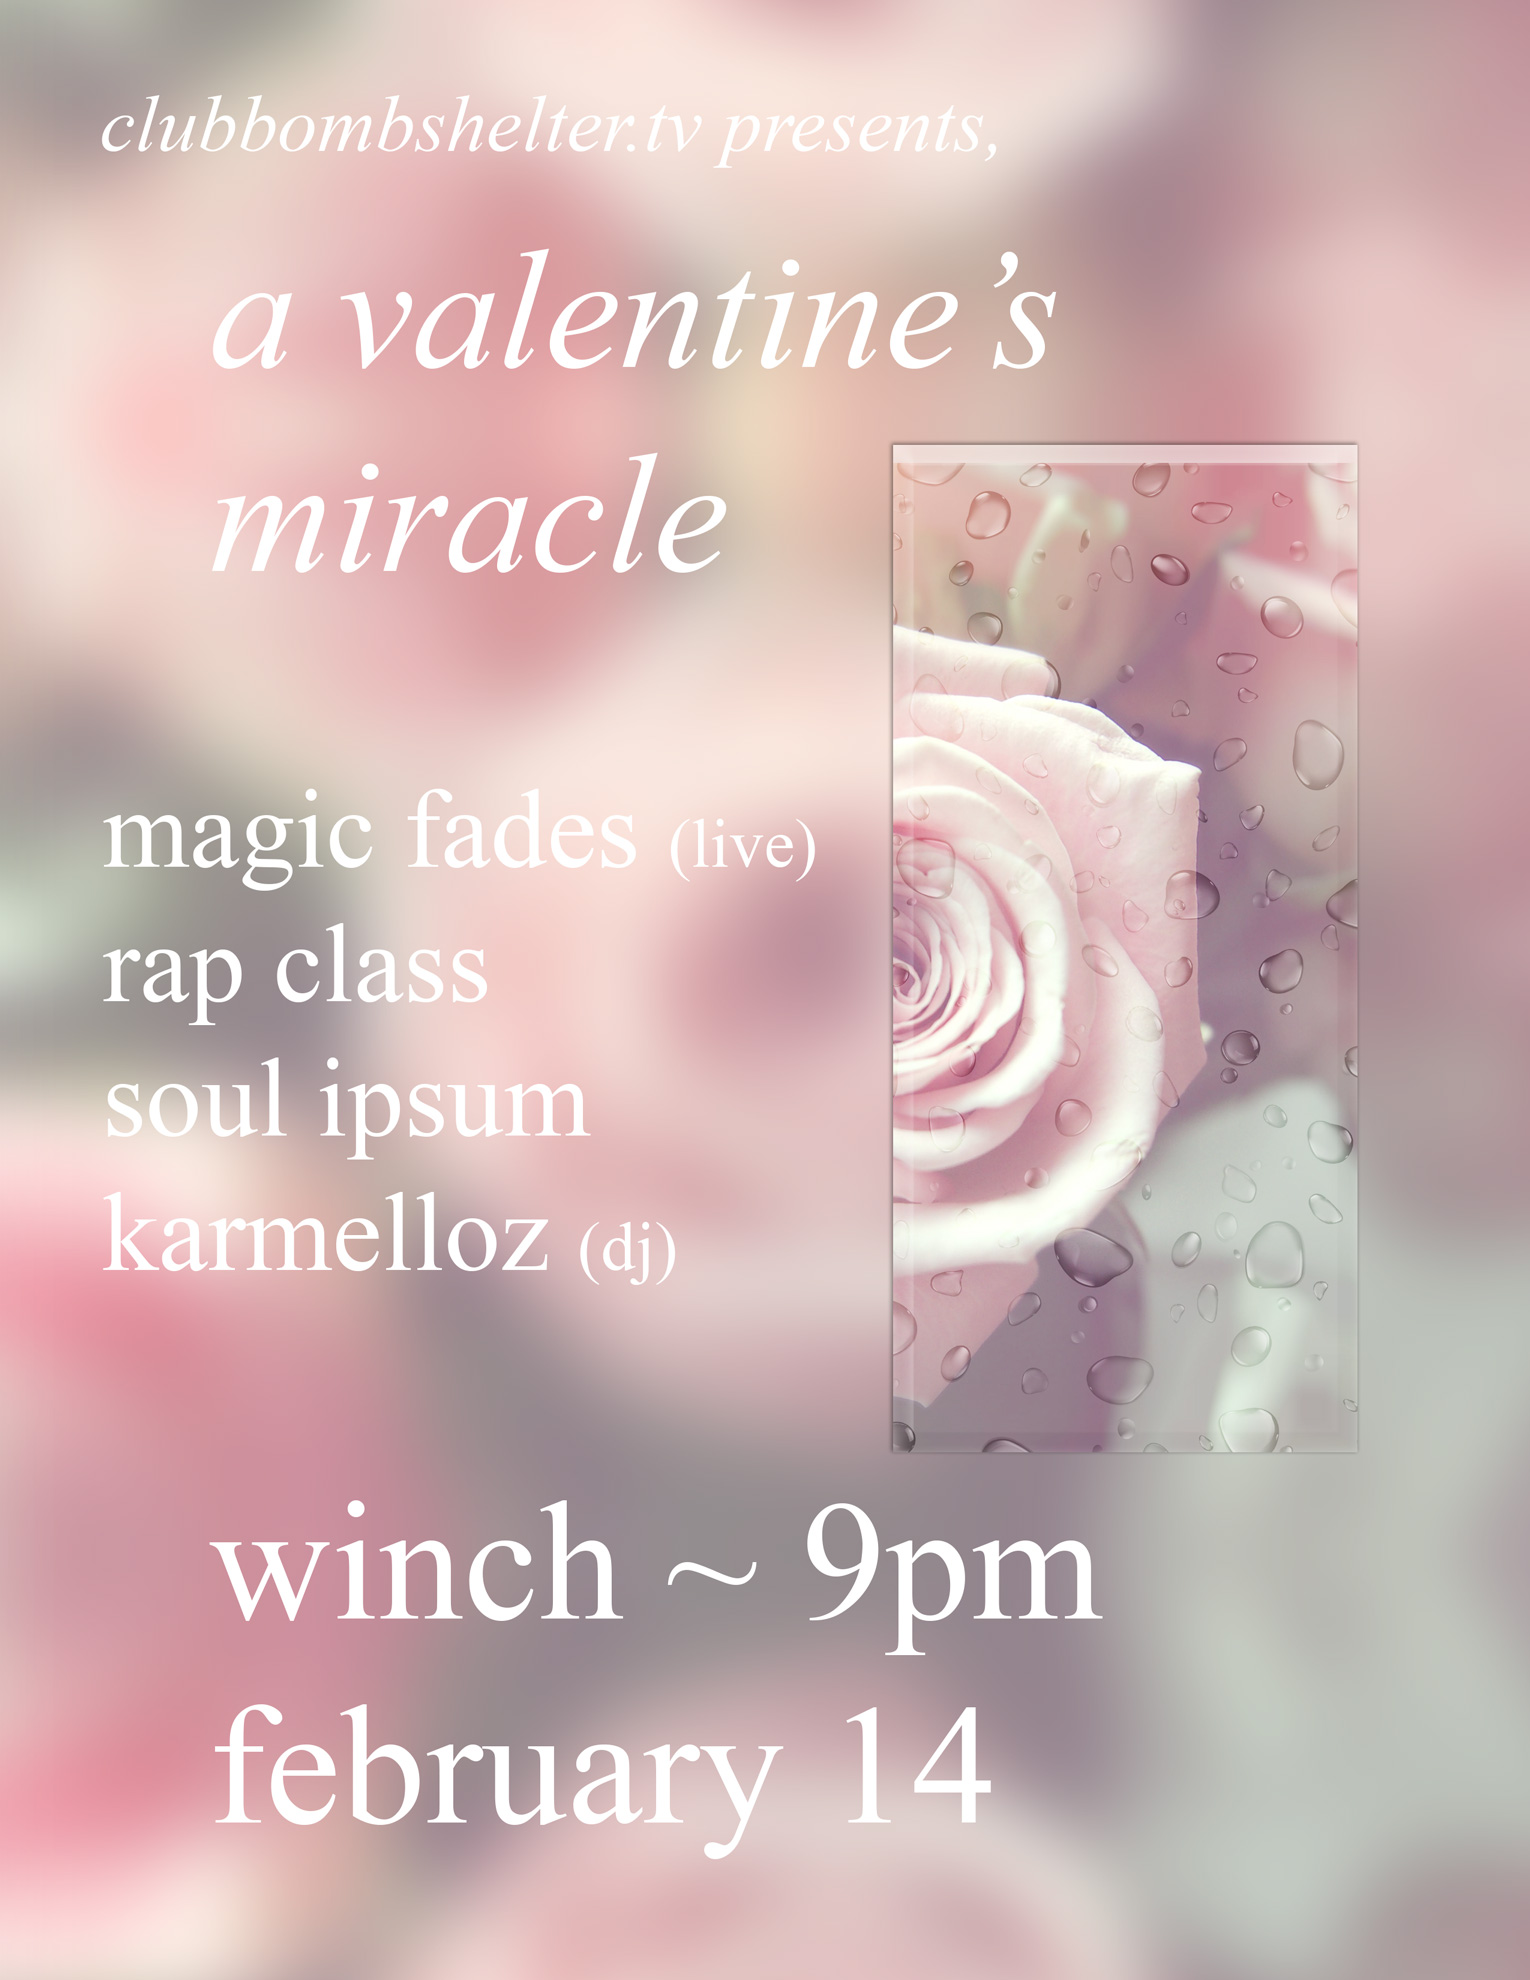 clubbombshelter.tv presents,
a valentine’s
miracle
magic fades (live)
rap class
soul ipsum
karmelloz (dj)
winch ~ 9pm
february 14